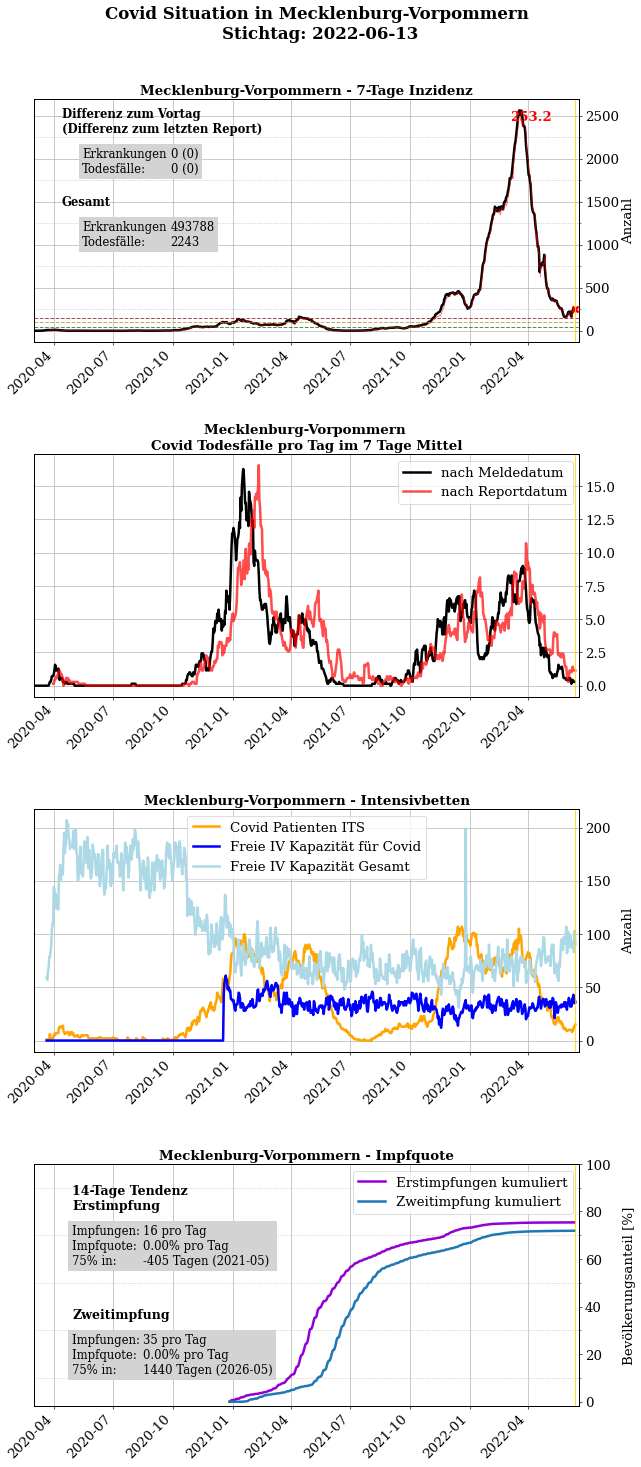 Covid Situation in Mecklenburg-Vorpommern
Stichtag: 2022-06-13
Mecklenburg-Vorpommern - 7-Tage Inzidenz
Differenz zum Vortag
(Differenz zum letzten Report)
Erkrankungen 0 (0)
Todesfälle: 0 (0)
Gesamt
Erkrankungen 493788
Todesfälle: 2243
253.2
2500
2000
1500
1000
500
0
Anzahl
2020-04
2020-07
2020-10
2021-01
2021-04
2021-07
2021-10
2022-01
2022-04
Mecklenburg-Vorpommern
Covid Todesfälle pro Tag im 7 Tage Mittel
nach Meldedatum
nach Reportdatum
15.0
12.5
10.0
7.5
5.0
2.5
0.0
2020-04
2020-07
2020-10
2021-01
2021-04
2021-07
2021-10
2022-01
2022-04
Mecklenburg-Vorpommern - Intensivbetten
Covid Patienten ITS
Freie IV Kapazität für Covid
Freie IV Kapazität Gesamt
200
150
100
50
0
Anzahl
2020-04
2020-07
2020-10
2021-01
2021-04
2021-07
2021-10
2022-01
2022-04
Mecklenburg-Vorpommern - Impfquote
14-Tage Tendenz
Erstimpfung
Impfungen: 16 pro Tag
Impfquote: 0.00% pro Tag
75% in: -405 Tagen (2021-05)
Zweitimpfung
Impfungen: 35 pro Tag
Impfquote: 0.00% pro Tag
75% in: 1440 Tagen (2026-05)
Erstimpfungen kumuliert
Zweitimpfung kumuliert
100
80
60
40
20
0
Bevölkerungsanteil [%]
2020-04
2020-07
2020-10
2021-01
2021-04
2021-07
2021-10
2022-01
2022-04